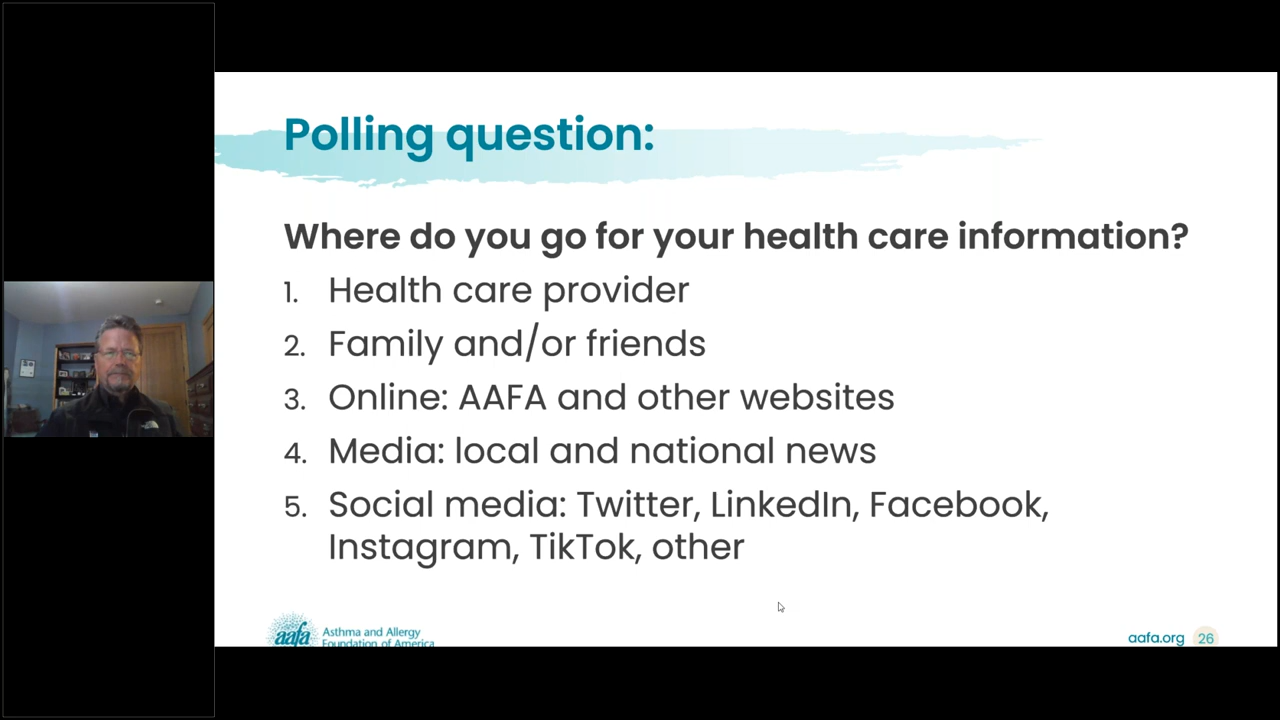 Polling question:
Where do you go for your health care information?
1. Health care provider
2. Family and/or friends
3. Online: AAFA and other websites
4. Media: local and national news
5. Social media: Twitter, LinkedIn, Facebook,
Instagram, TikTok, other
aafa
Asthma and Allergy
Foundation of America
aafa.org 26